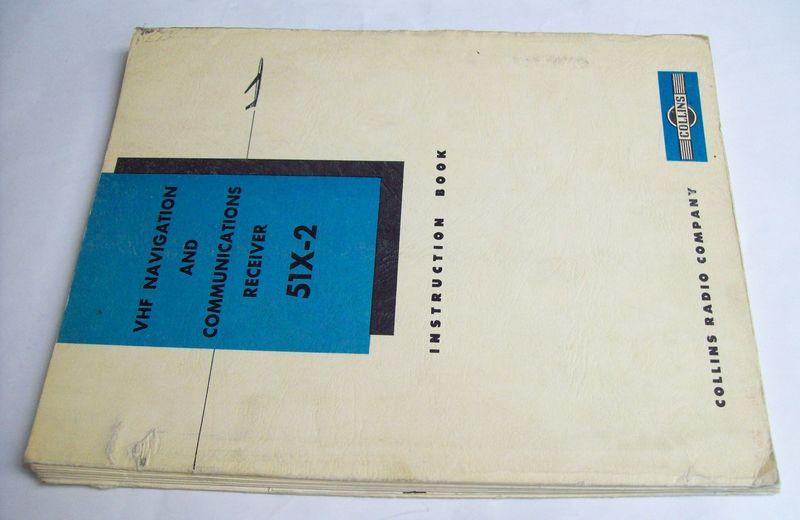 VHF NAVIGATION
AND
COMMUNICATIONS
RECEIVER
51X-2
INSTRUCTION BOOK
COLLINS
COLLINS RADIO COMPANY